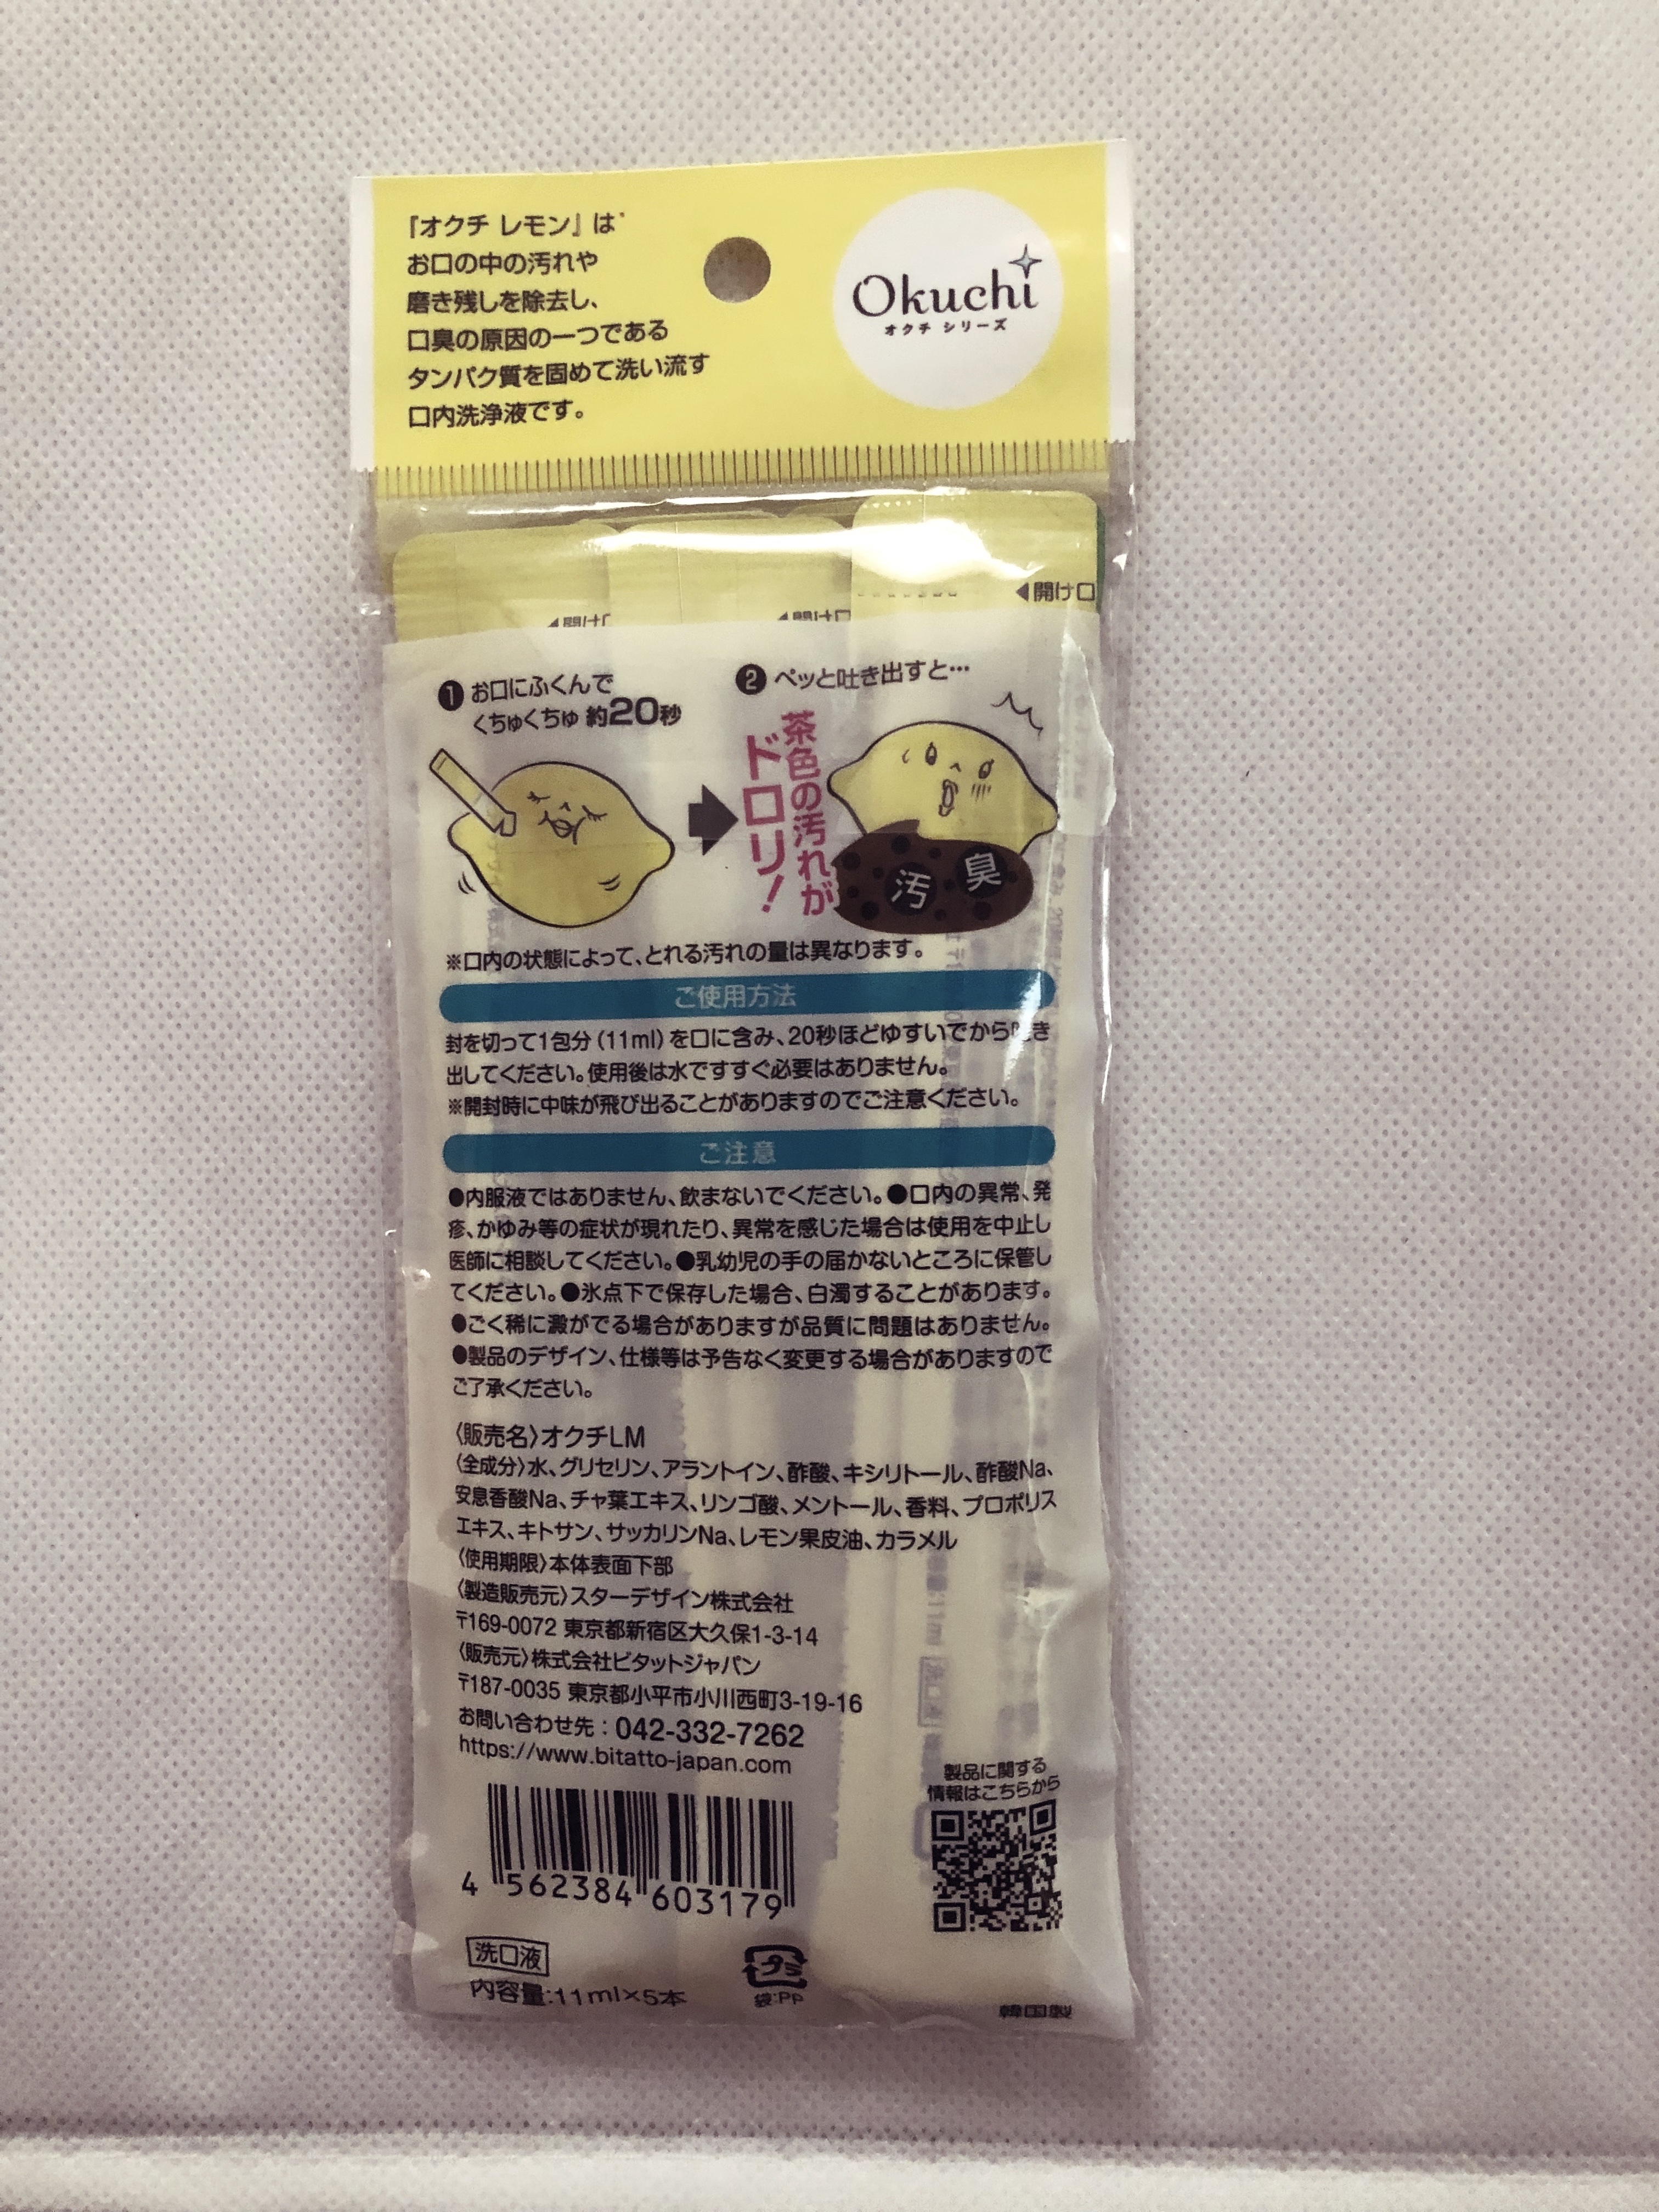 『オクチ レモン』は
お口の中の汚れや
磨き残しを除去し、
口臭の原因の一つである
タンパク質を固めて洗い流す
口内洗浄液です。
Okuchi
オクチ シリーズ
◀開け口
◀開け口
◀開け口
❶お口にふくんで
くちゅくちゅ 約20秒
❷ペッと吐き出すと…
茶色の汚れが
ドロリ!
汚 臭
※口内の状態によって、とれる汚れの量は異なります。
ご使用方法
封を切って1包分(11ml)を口に含み、20秒ほどゆすいでから吐き
出してください。使用後は水ですすぐ必要はありません。
※開封時に中味が飛び出ることがありますのでご注意ください。
ご注意
●内服液ではありません、飲まないでください。●口内の異常、発
疹、かゆみ等の症状が現れたり、異常を感じた場合は使用を中止し
医師に相談してください。●乳幼児の手の届かないところに保管し
てください。●氷点下で保存した場合、白濁することがあります。
●ごく稀に澱がでる場合がありますが品質に問題はありません。
●製品のデザイン、仕様等は予告なく変更する場合がありますので
ご了承ください。
〈販売名〉オクチLM
〈全成分〉水、グリセリン、アラントイン、酢酸、キシリトール、酢酸Na、
安息香酸Na、チャ葉エキス、リンゴ酸、メントール、香料、プロポリス
エキス、キトサン、サッカリンNa、レモン果皮油、カラメル
〈使用期限〉本体表面下部
〈製造販売元〉スターデザイン株式会社
〒169-0072 東京都新宿区大久保1-3-14
〈販売元〉株式会社ビタットジャパン
〒187-0035 東京都小平市小川西町3-19-16
お問い合わせ先:042-332-7262
https://www.bitatto-japan.com
製品に関する
情報はこちらから
4 562384 603179
洗口液
内容量:11ml×5本
プラ
袋:PP
韓国製